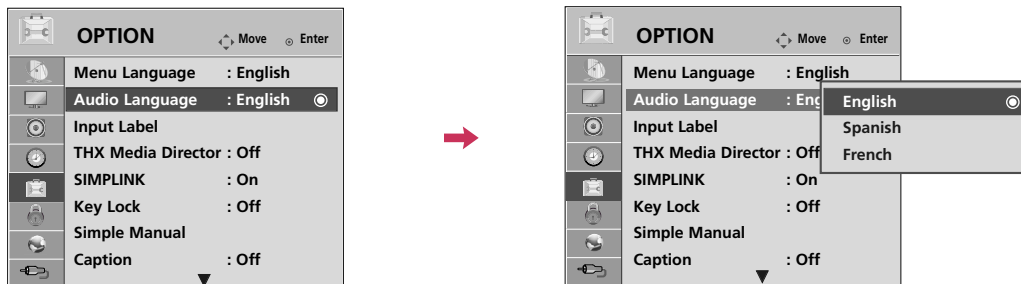 OPTION Move Enter
Menu Language : English
Audio Language : English
Input Label
THX Media Director : Off
SIMPLINK : On
Key Lock : Off
Simple Manual
Caption : Off
OPTION Move Enter
Menu Language : English
Audio Language : Eng
Input Label
THX Media Director : Off
SIMPLINK : On
Key Lock : Off
Simple Manual
Caption : Off
English
Spanish
French